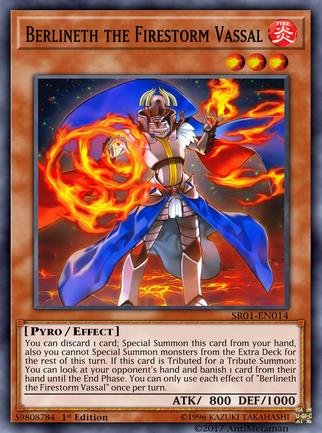 Berlineth the Firestorm Vassal
FIRE
炎
SR01-EN014
[Pyro / Effect]
You can discard 1 card; Special Summon this card from your hand,
also you cannot Special Summon monsters from the Extra Deck for
the rest of this turn. If this card is Tributed for a Tribute Summon:
You can look at your opponent's hand and banish 1 card from their
hand until the End Phase. You can only use each effect of "Berlineth
the Firestorm Vassal" once per turn.
ATK/ 800 DEF/1000
59808784 1st Edition ©1996 KAZUKI TAKAHASHI
©2017 AntiMetaman